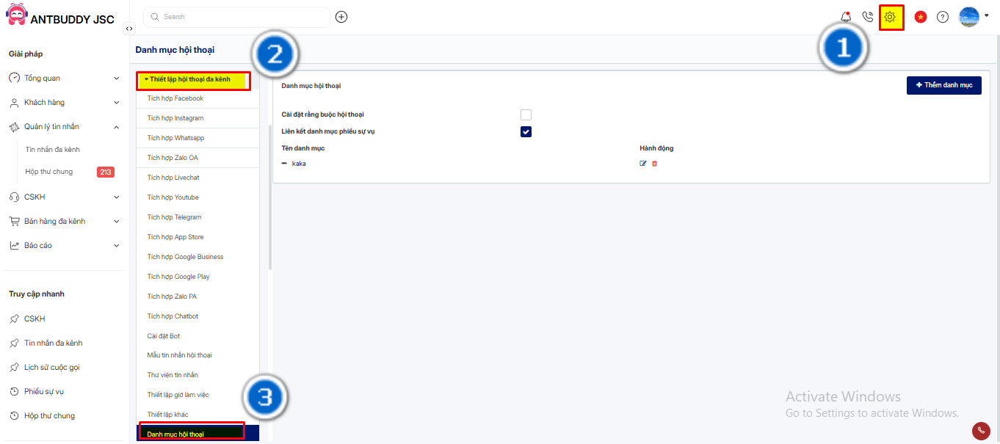 ANTBUDDY JSC
Search
1
Giải pháp
Tổng quan
Khách hàng
Quản lý tin nhắn
Tin nhắn đa kênh
Hộp thư chung
213
CSKH
Bán hàng đa kênh
Báo cáo
Truy cập nhanh
CSKH
Tin nhắn đa kênh
Lịch sử cuộc gọi
Phiếu sự vụ
Hộp thư chung
Danh mục hội thoại
2
Thiết lập hội thoại đa kênh
Tích hợp Facebook
Tích hợp Instagram
Tích hợp Whatsapp
Tích hợp Zalo OA
Tích hợp Livechat
Tích hợp Youtube
Tích hợp Telegram
Tích hợp App Store
Tích hợp Google Business
Tích hợp Google Play
Tích hợp Zalo PA
Tích hợp Chatbot
Cài đặt Bot
Mẫu tin nhắn hội thoại
Thư viện tin nhắn
Thiết lập giờ làm việc
3
Thiết lập khác
Danh mục hội thoại
Danh mục hội thoại
+ Thêm danh mục
Cài đặt rằng buộc hội thoại
Liên kết danh mục phiếu sự vụ
Tên danh mục Hành động
kaka
Activate Windows
Go to Settings to activate Windows.